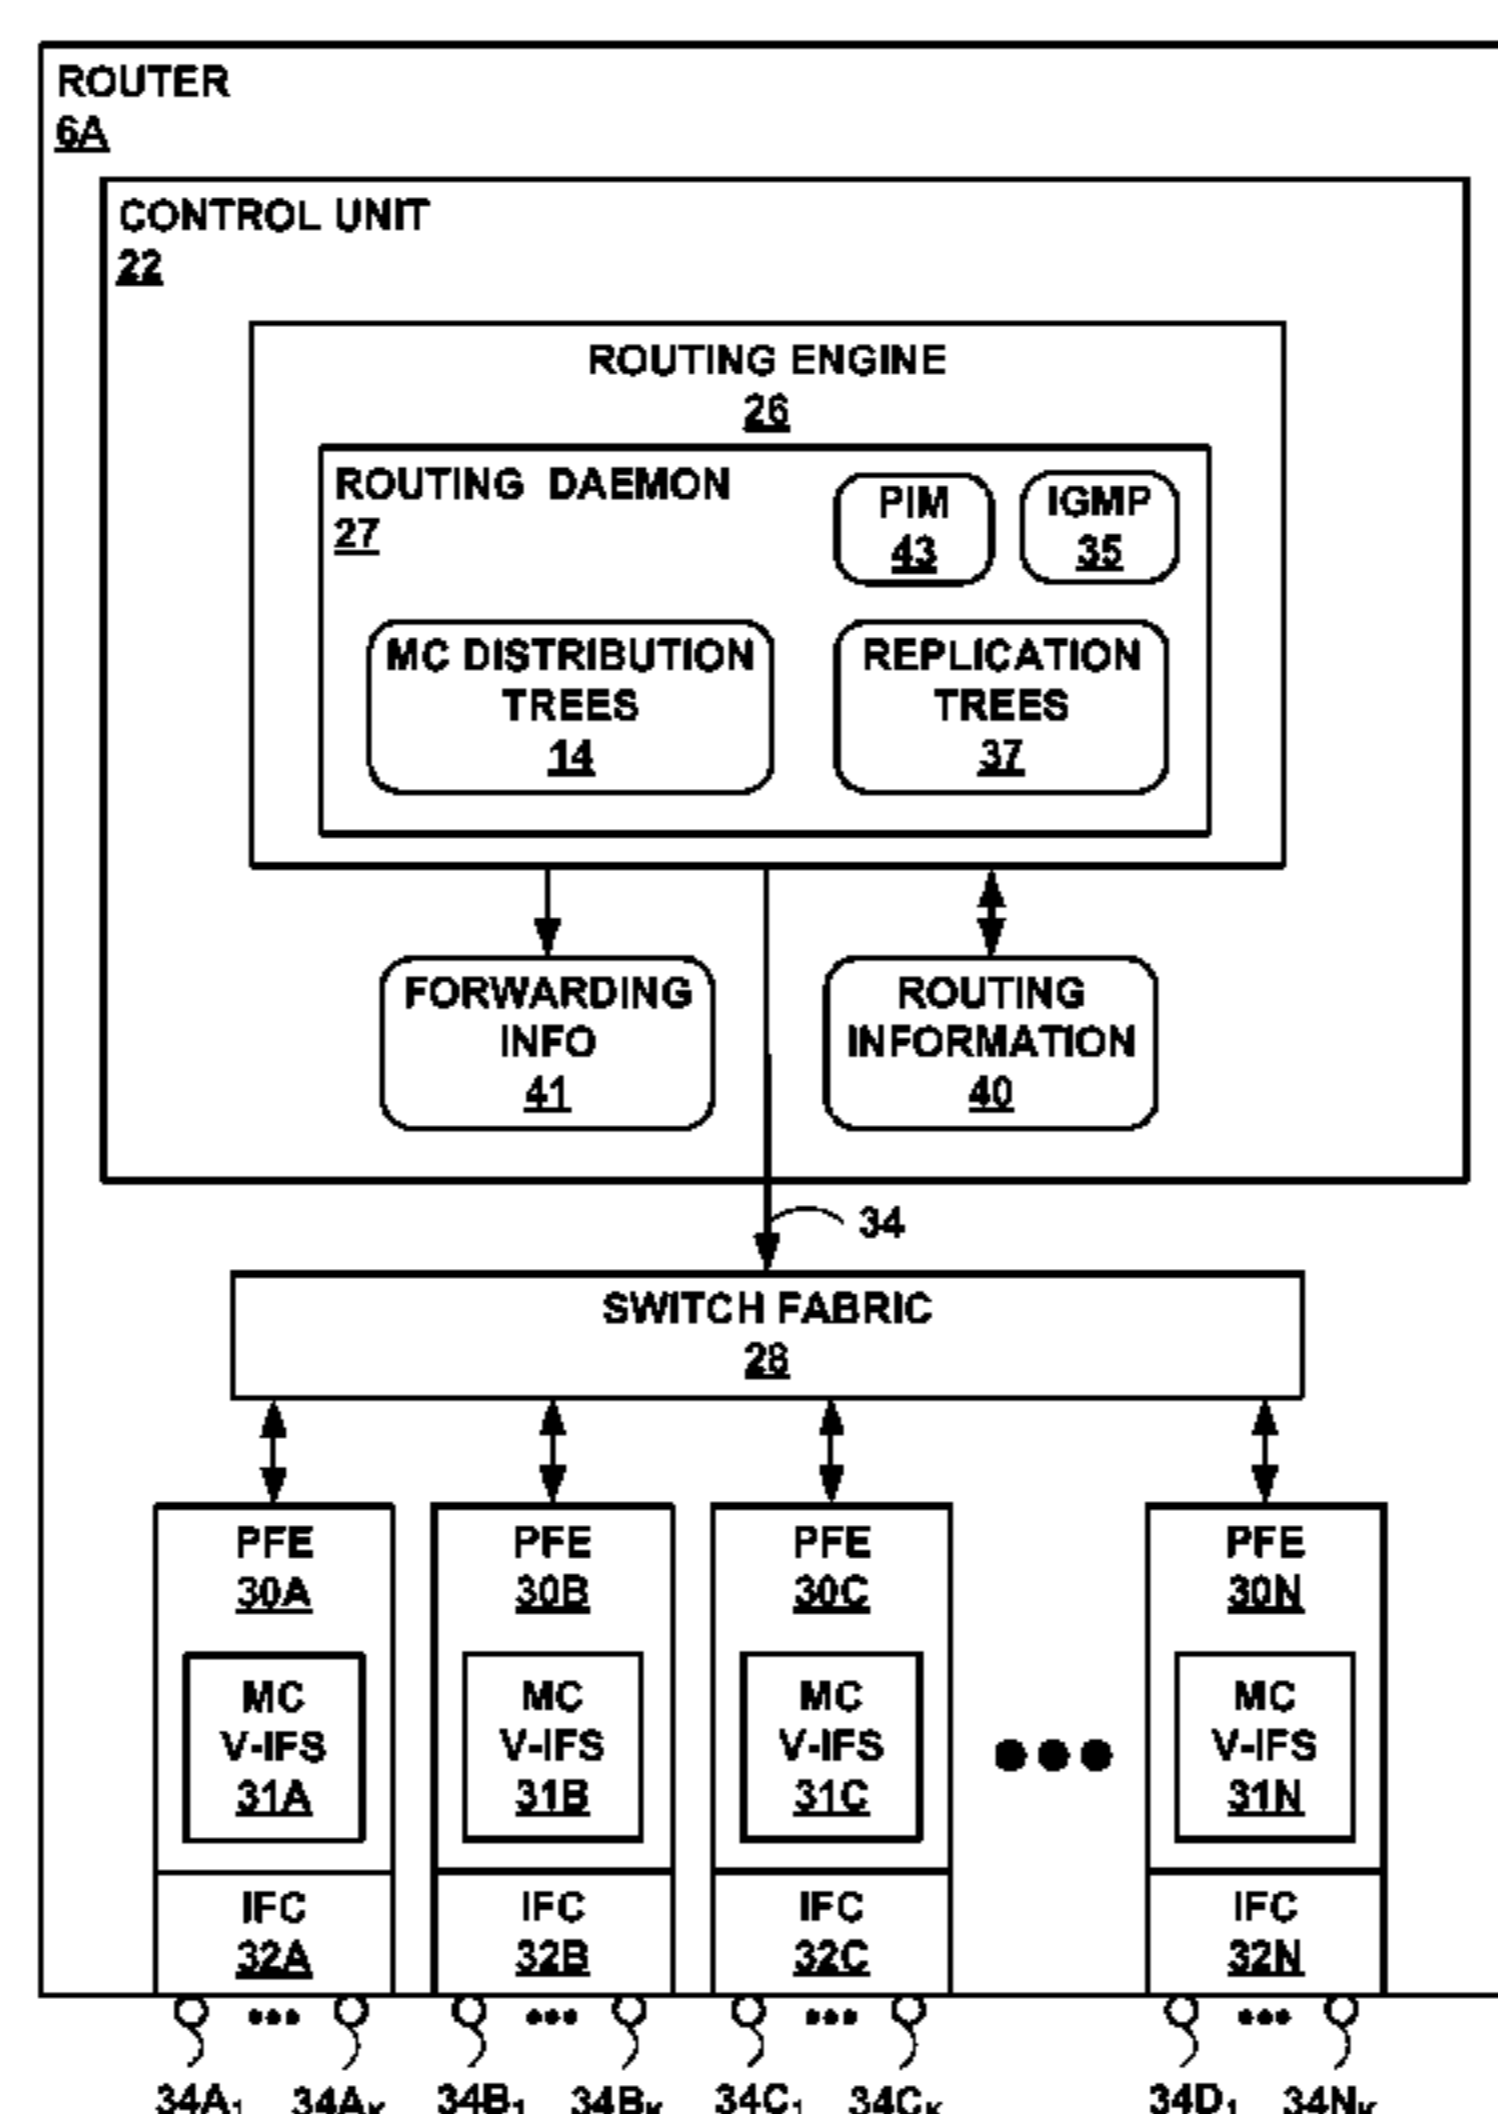 ROUTER
6A
CONTROL UNIT
22
ROUTING ENGINE
26
ROUTING DAEMON
27
PIM
43
IGMP
35
MC DISTRIBUTION
TREES
14
REPLICATION
TREES
37
FORWARDING
INFO
41
ROUTING
INFORMATION
40
34
SWITCH FABRIC
28
PFE
30A
MC
V-IFS
31A
IFC
32A
PFE
30B
MC
V-IFS
31B
IFC
32B
PFE
30C
MC
V-IFS
31C
IFC
32C
PFE
30N
MC
V-IFS
31N
IFC
32N
34A₁ 34Aₖ 34B₁ 34Bₖ 34C₁ 34Cₖ 34D₁ 34Nₖ